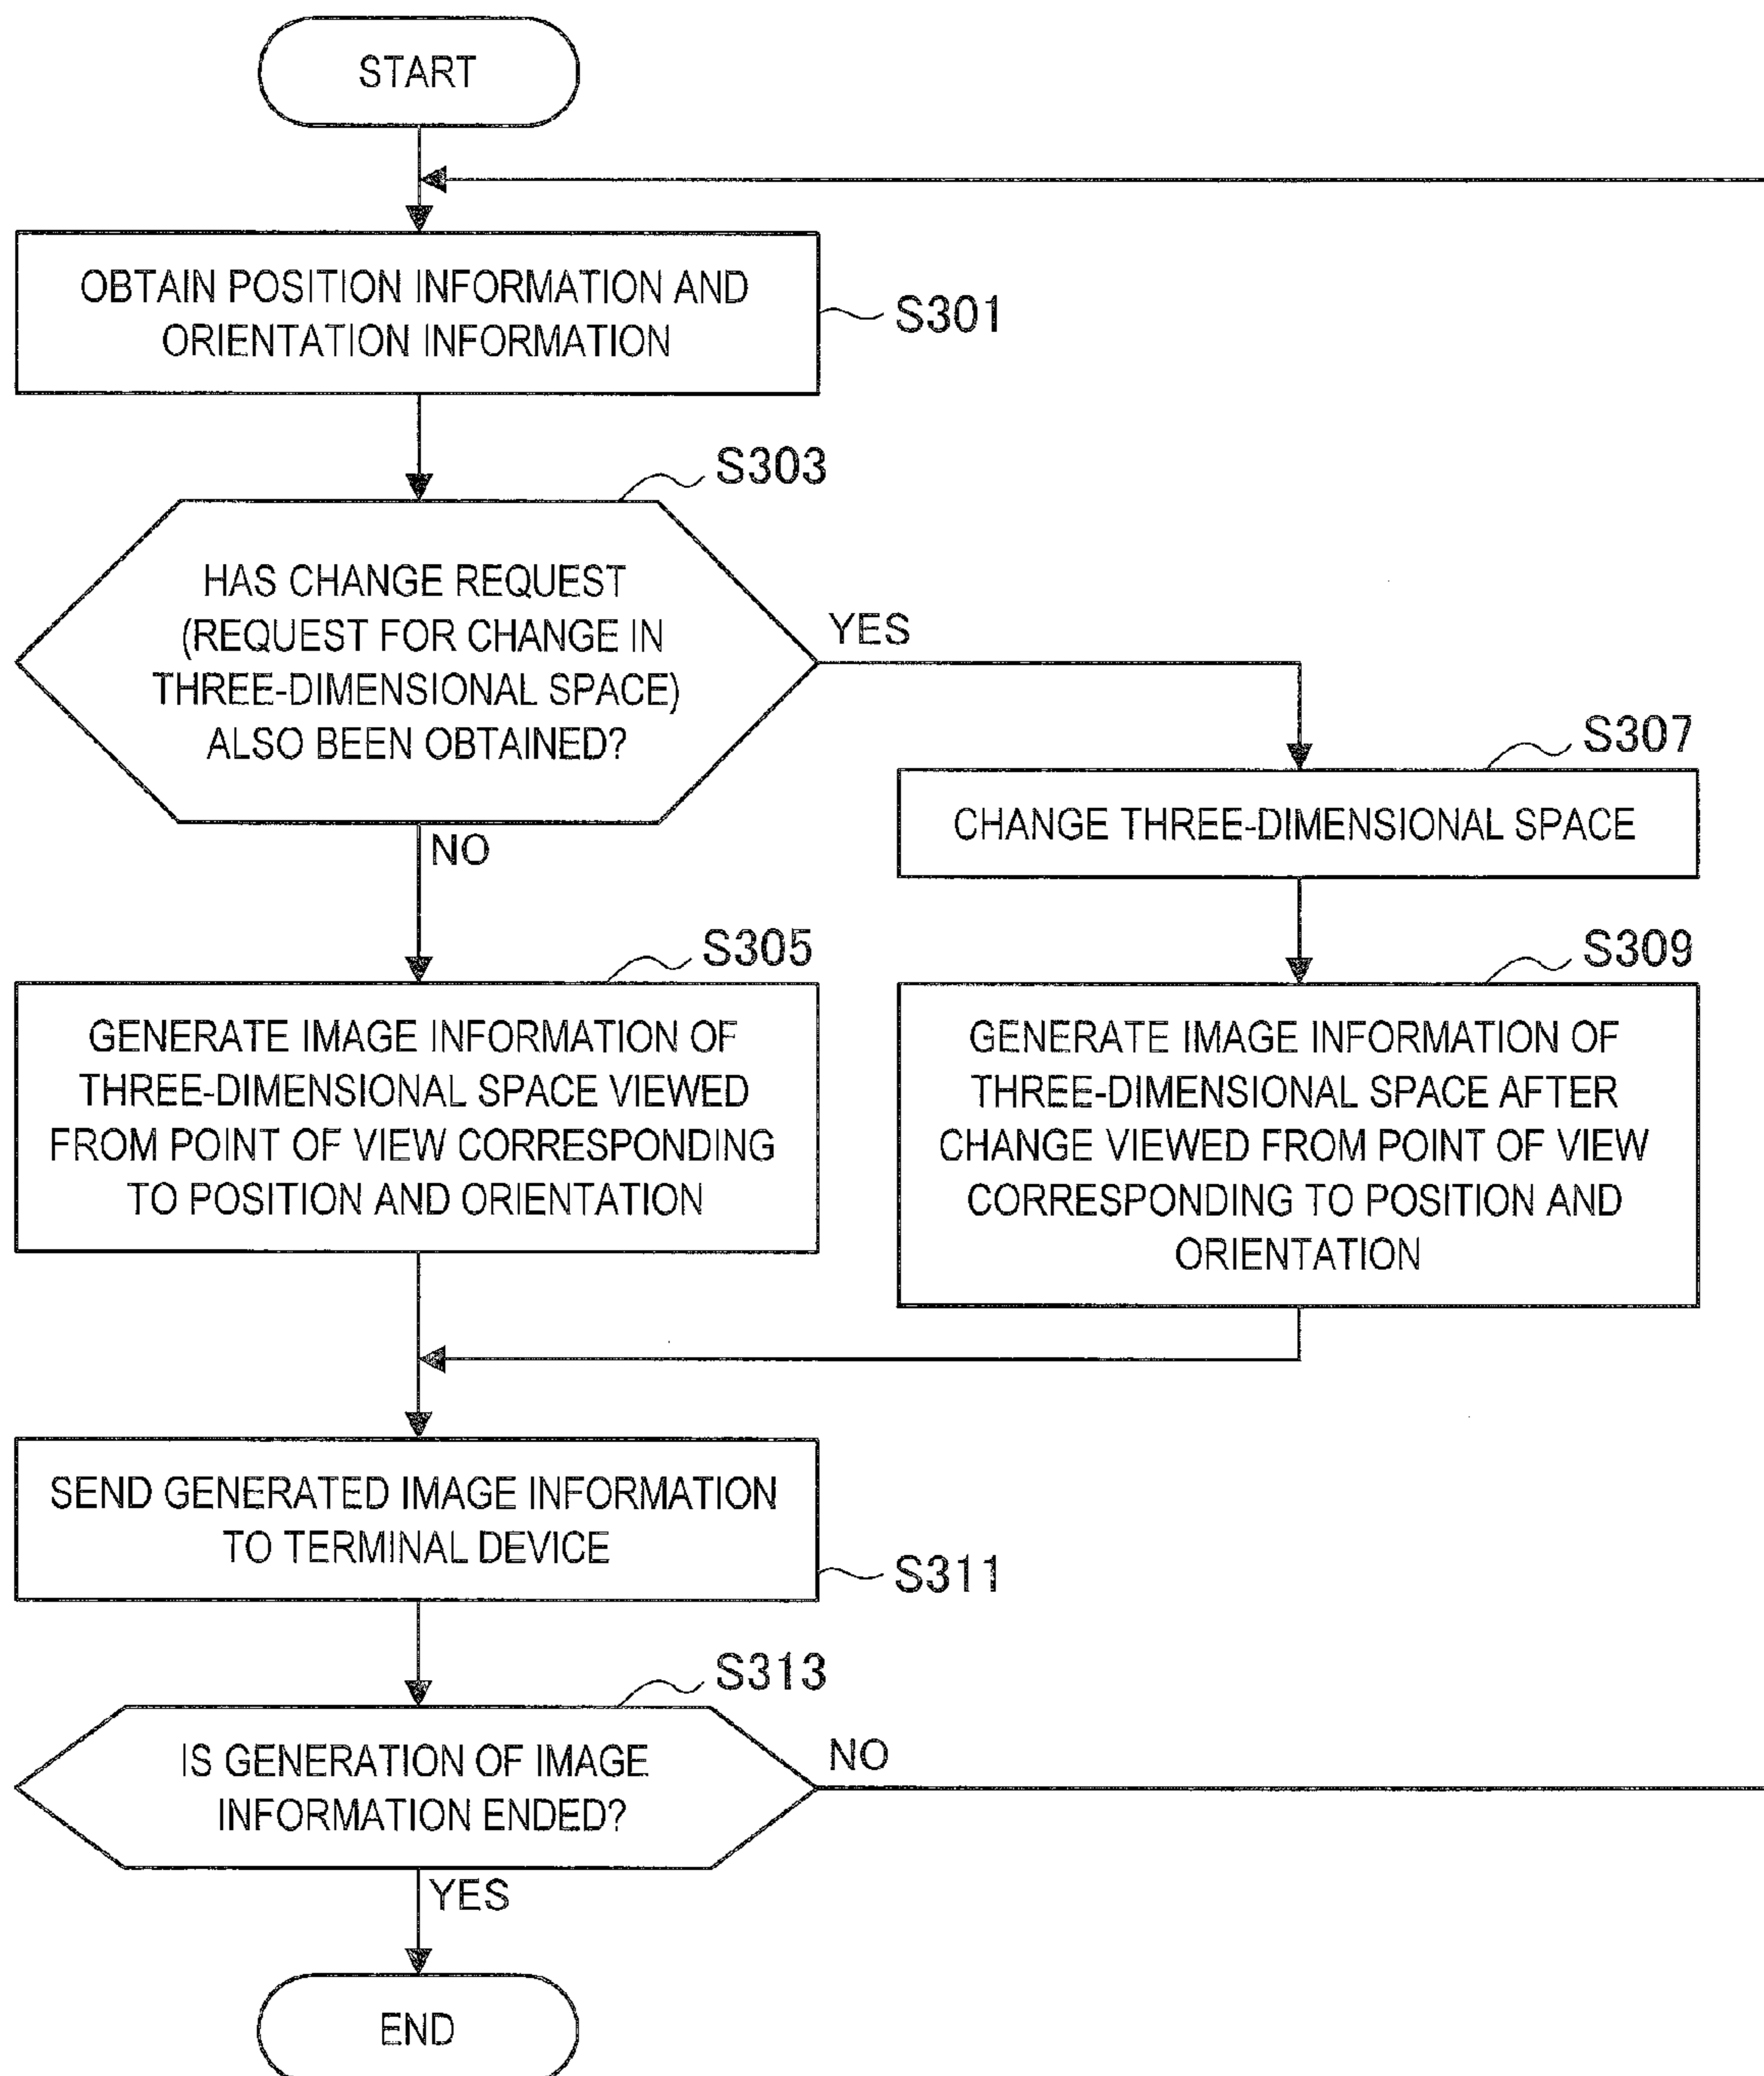 START
OBTAIN POSITION INFORMATION AND
ORIENTATION INFORMATION
S301
S303
HAS CHANGE REQUEST
(REQUEST FOR CHANGE IN
THREE-DIMENSIONAL SPACE)
ALSO BEEN OBTAINED?
YES
NO
S307
CHANGE THREE-DIMENSIONAL SPACE
S305
GENERATE IMAGE INFORMATION OF
THREE-DIMENSIONAL SPACE VIEWED
FROM POINT OF VIEW CORRESPONDING
TO POSITION AND ORIENTATION
S309
GENERATE IMAGE INFORMATION OF
THREE-DIMENSIONAL SPACE AFTER
CHANGE VIEWED FROM POINT OF VIEW
CORRESPONDING TO POSITION AND
ORIENTATION
SEND GENERATED IMAGE INFORMATION
TO TERMINAL DEVICE
S311
S313
IS GENERATION OF IMAGE
INFORMATION ENDED?
NO
YES
END